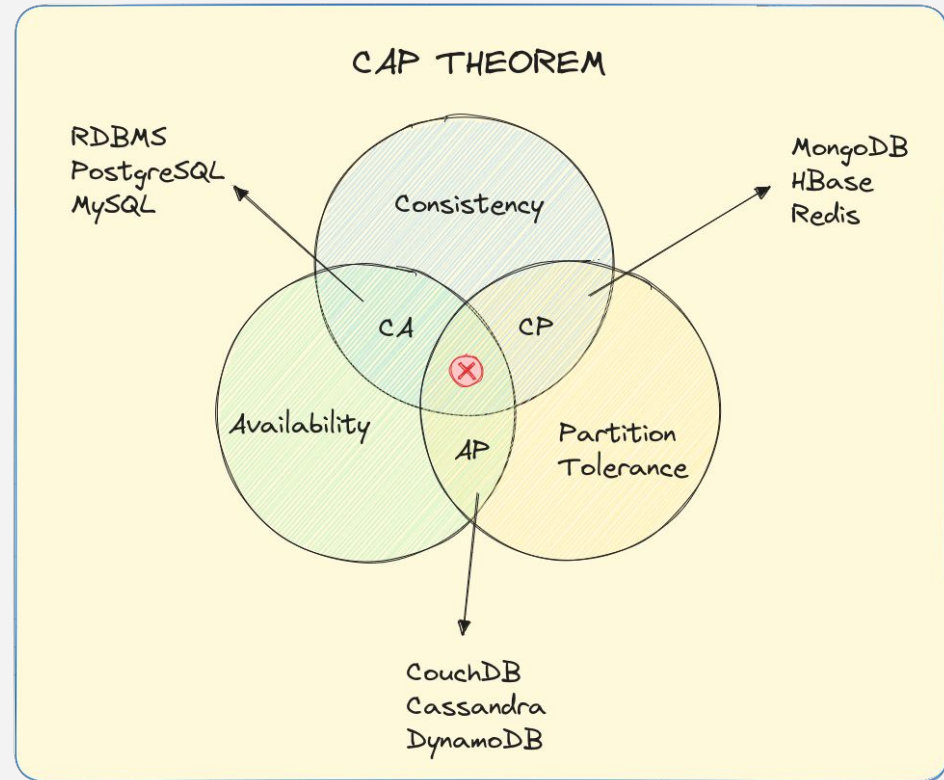 CAP THEOREM
RDBMS
PostgreSQL
MySQL
MongoDB
HBase
Redis
Consistency
CA
CP
Availability
AP
Partition
Tolerance
CouchDB
Cassandra
DynamoDB